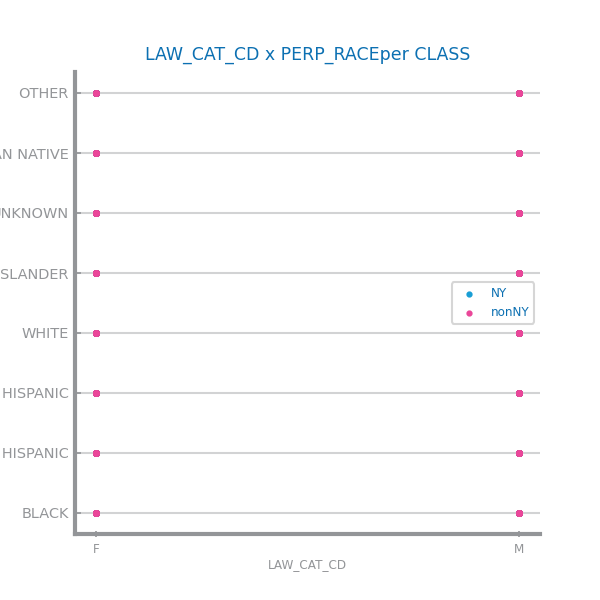 LAW_CAT_CD x PERP_RACEper CLASS
OTHER
AN NATIVE
UNKNOWN
SLANDER
WHITE
HISPANIC
HISPANIC
BLACK
NY
nonNY
F M
LAW_CAT_CD